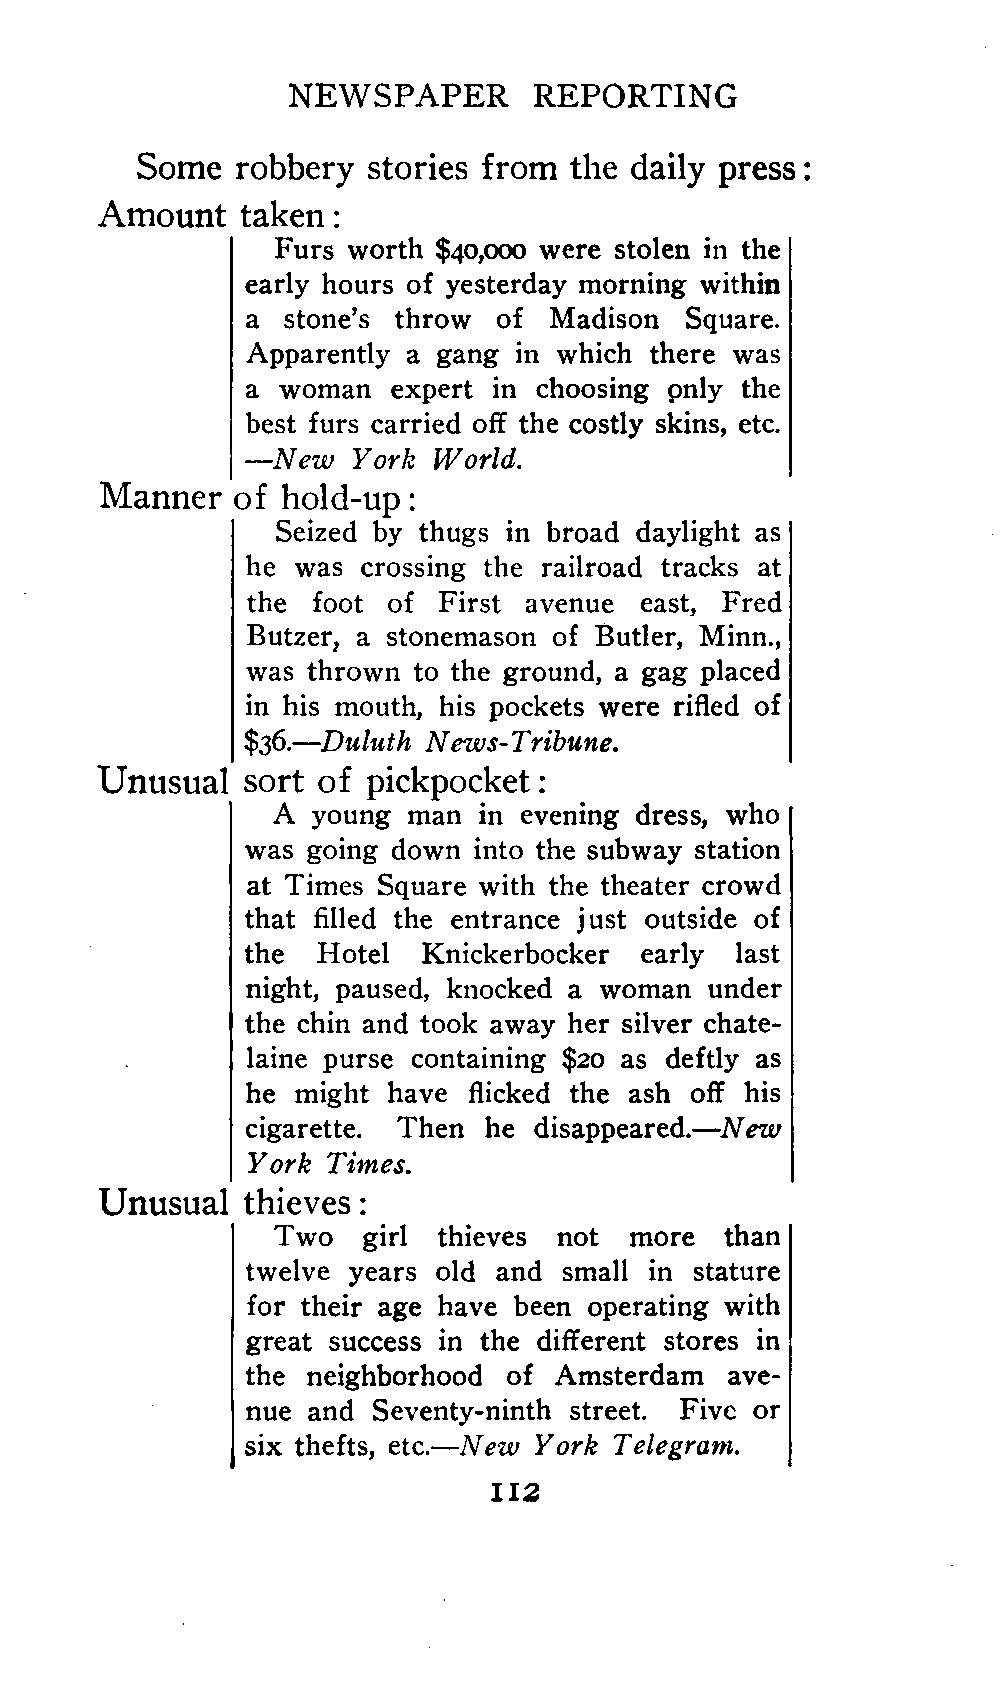 NEWSPAPER REPORTING
Some robbery stories from the daily press:
Amount taken:
Furs worth $40,000 were stolen in the
early hours of yesterday morning within
a stone's throw of Madison Square.
Apparently a gang in which there was
a woman expert in choosing only the
best furs carried off the costly skins, etc.
—New York World.
Manner of hold-up:
Seized by thugs in broad daylight as
he was crossing the railroad tracks at
the foot of First avenue east, Fred
Butzer, a stonemason of Butler, Minn.,
was thrown to the ground, a gag placed
in his mouth, his pockets were rifled of
$36.—Duluth News-Tribune.
Unusual sort of pickpocket:
A young man in evening dress, who
was going down into the subway station
at Times Square with the theater crowd
that filled the entrance just outside of
the Hotel Knickerbocker early last
night, paused, knocked a woman under
the chin and took away her silver chate-
laine purse containing $20 as deftly as
he might have flicked the ash off his
cigarette. Then he disappeared.—New
York Times.
Unusual thieves:
Two girl thieves not more than
twelve years old and small in stature
for their age have been operating with
great success in the different stores in
the neighborhood of Amsterdam ave-
nue and Seventy-ninth street. Five or
six thefts, etc.—New York Telegram.
112